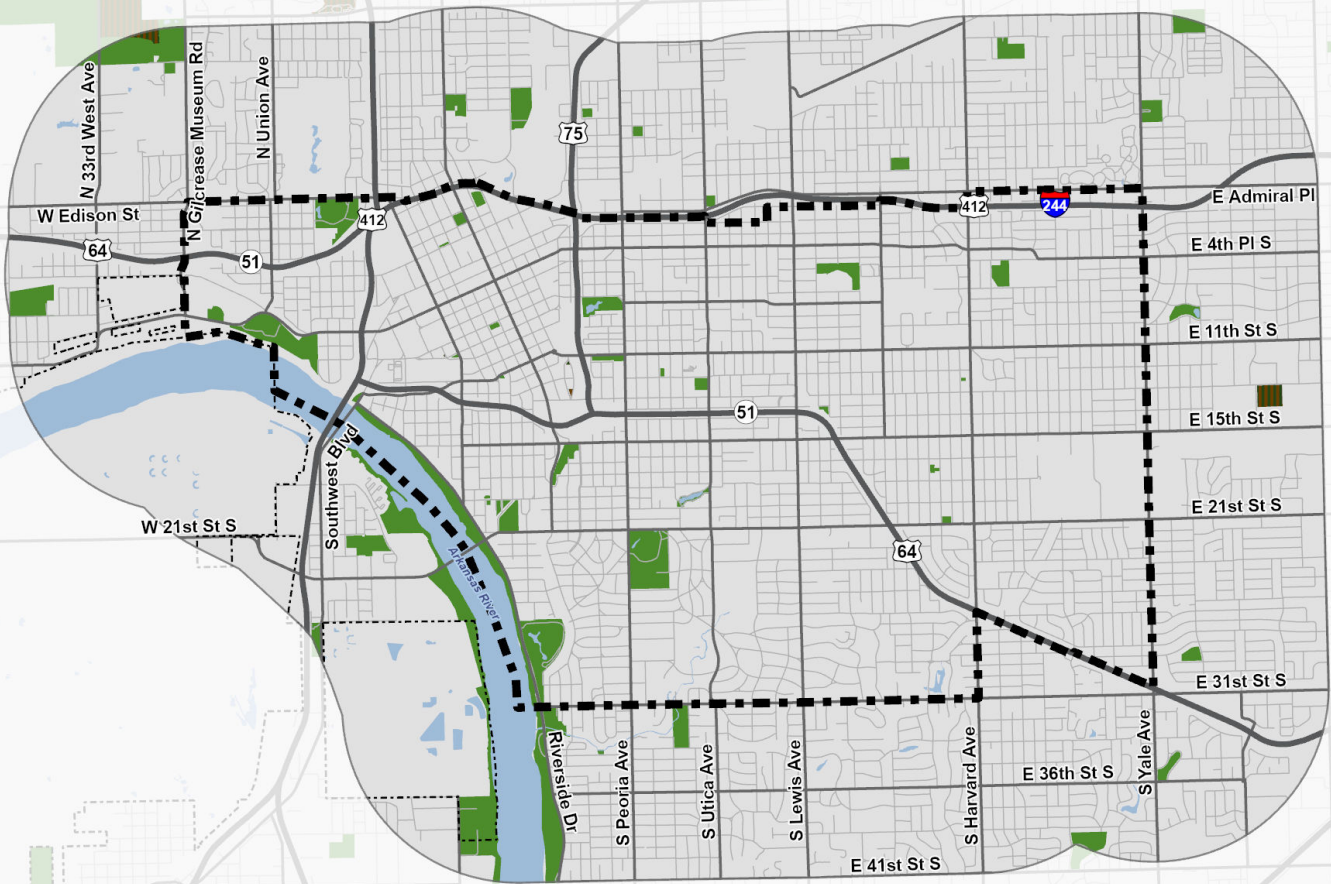 N 33rd West Ave
N Gilcrease Museum Rd
N Union Ave
75
W Edison St
412
412
244
E Admiral Pl
64
51
E 4th Pl S
E 11th St S
51
E 15th St S
Southwest Blvd
W 21st St S
E 21st St S
64
Arkansas River
E 31st St S
Riverside Dr
S Peoria Ave
S Utica Ave
S Lewis Ave
S Harvard Ave
S Yale Ave
E 36th St S
E 41st St S